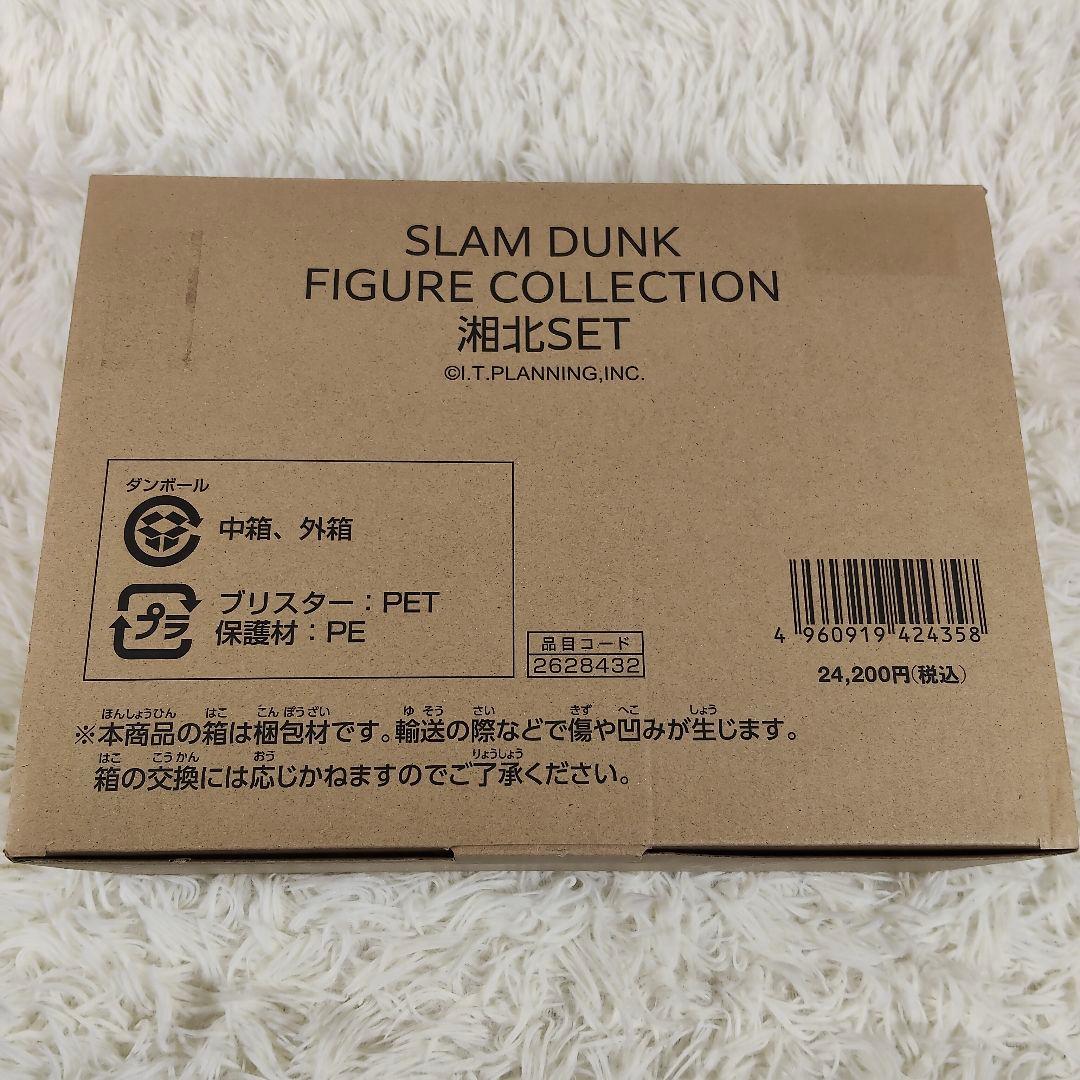 SLAM DUNK
FIGURE COLLECTION
湘北SET
©I.T.PLANNING,INC.
ダンボール
中箱、外箱
プラ
ブリスター：PET
保護材：PE
品目コード
2628432
4 960919 424358
24,200円(税込)
ほんしょうひん はこ こんぽうざい ゆそう さい きず へこ しょう
※本商品の箱は梱包材です。輸送の際などで傷や凹みが生じます。
はこ こうかん おう りょうしょう
箱の交換には応じかねますのでご了承ください。